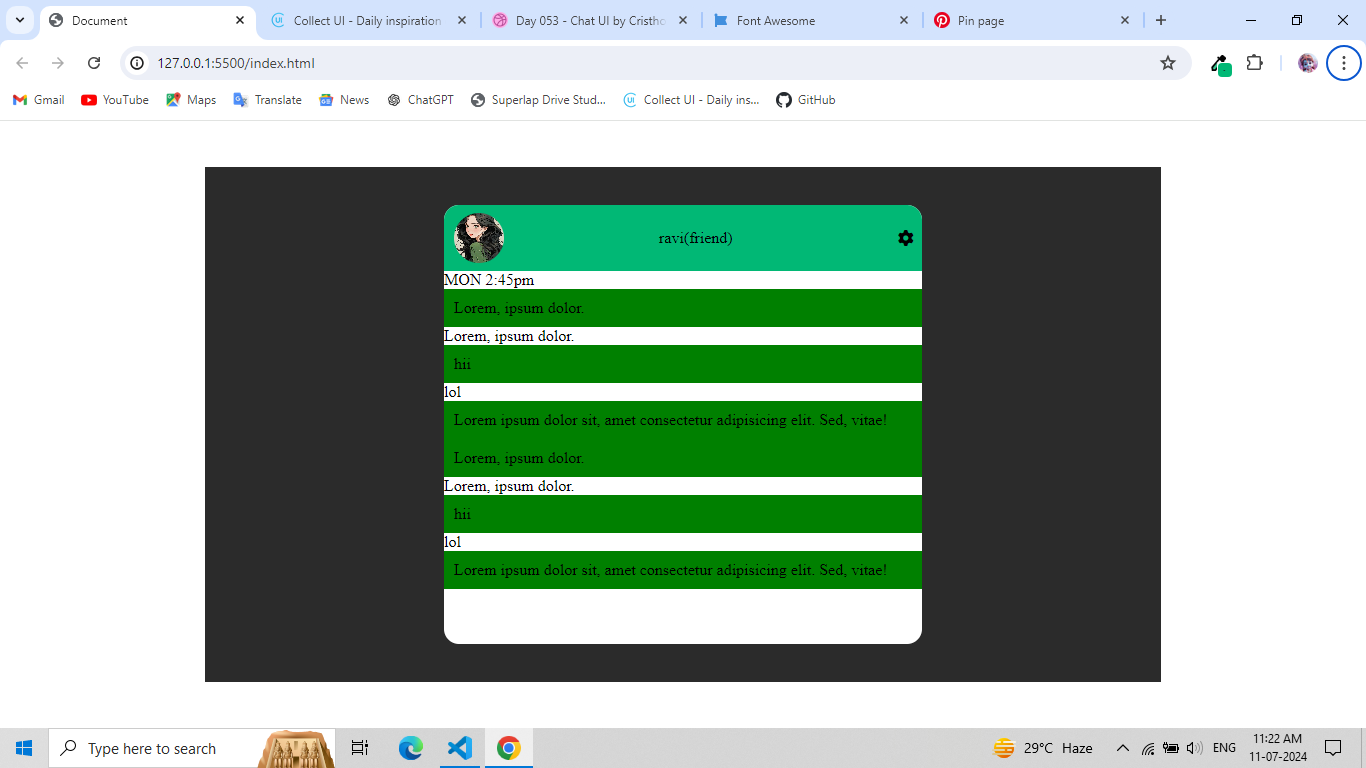 Document
Collect UI - Daily inspiration
Day 053 - Chat UI by Cristho
Font Awesome
Pin page
127.0.0.1:5500/index.html
Gmail
YouTube
Maps
Translate
News
ChatGPT
Superlap Drive Stud...
Collect UI - Daily ins...
GitHub
ravi(friend)
MON 2:45pm
Lorem, ipsum dolor.
Lorem, ipsum dolor.
hii
lol
Lorem ipsum dolor sit, amet consectetur adipisicing elit. Sed, vitae!
Lorem, ipsum dolor.
Lorem, ipsum dolor.
hii
lol
Lorem ipsum dolor sit, amet consectetur adipisicing elit. Sed, vitae!
Type here to search
29°C Haze
ENG
11:22 AM
11-07-2024